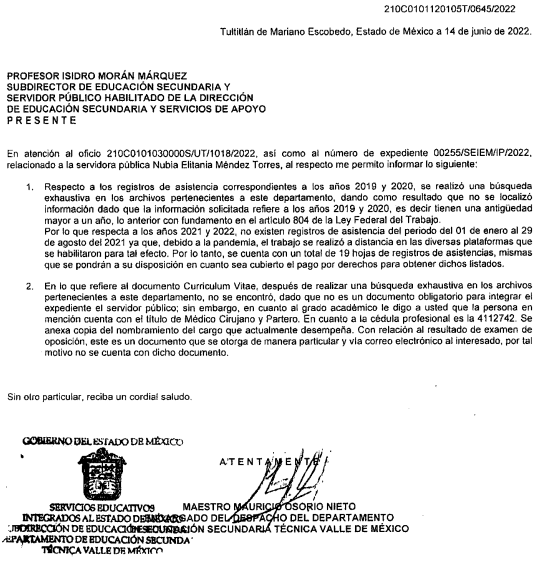 210C0101120105T/0645/2022
Tultitlán de Mariano Escobedo, Estado de México a 14 de junio de 2022.
PROFESOR ISIDRO MORÁN MÁRQUEZ
SUBDIRECTOR DE EDUCACIÓN SECUNDARIA Y
SERVIDOR PÚBLICO HABILITADO DE LA DIRECCIÓN
DE EDUCACIÓN SECUNDARIA Y SERVICIOS DE APOYO
P R E S E N T E
En atención al oficio 210C0101030000S/UT/1018/2022, así como al número de expediente 00255/SEIEM/IP/2022,
relacionado a la servidora pública Nubia Elitania Méndez Torres, al respecto me permito informar lo siguiente:
1. Respecto a los registros de asistencia correspondientes a los años 2019 y 2020, se realizó una búsqueda
exhaustiva en los archivos pertenecientes a este departamento, dando como resultado que no se localizó
información dado que la información solicitada refiere a los años 2019 y 2020, es decir tienen una antigüedad
mayor a un año, lo anterior con fundamento en el artículo 804 de la Ley Federal del Trabajo.
Por lo que respecta a los años 2021 y 2022, no existen registros de asistencia del periodo del 01 de enero al 29
de agosto del 2021 ya que, debido a la pandemia, el trabajo se realizó a distancia en las diversas plataformas que
se habilitaron para tal efecto. Por lo tanto, se cuenta con un total de 19 hojas de registros de asistencias, mismas
que se pondrán a su disposición en cuanto sea cubierto el pago por derechos para obtener dichos listados.
2. En lo que refiere al documento Curriculum Vitae, después de realizar una búsqueda exhaustiva en los archivos
pertenecientes a este departamento, no se encontró, dado que no es un documento obligatorio para integrar el
expediente el servidor público; sin embargo, en cuanto al grado académico le digo a usted que la persona en
mención cuenta con el título de Médico Cirujano y Partero. En cuanto a la cédula profesional es la 4112742. Se
anexa copia del nombramiento del cargo que actualmente desempeña. Con relación al resultado de examen de
oposición, este es un documento que se otorga de manera particular y vía correo electrónico al interesado, por tal
motivo no se cuenta con dicho documento.
Sin otro particular, reciba un cordial saludo.
GOBIERNO DEL ESTADO DE MÉXICO
A T E N T A M E N T E
SERVICIOS EDUCATIVOS
MAESTRO MAURICIO OSORIO NIETO
INTEGRADOS AL ESTADO DE MÉXICO
DEL DESPACHO DEL DEPARTAMENTO
DE EDUCACIÓN SECUNDARIA TÉCNICA VALLE DE MÉXICO
DEPARTAMENTO DE EDUCACIÓN SECUNDA
TÉCNICA VALLE DE MÉXICO